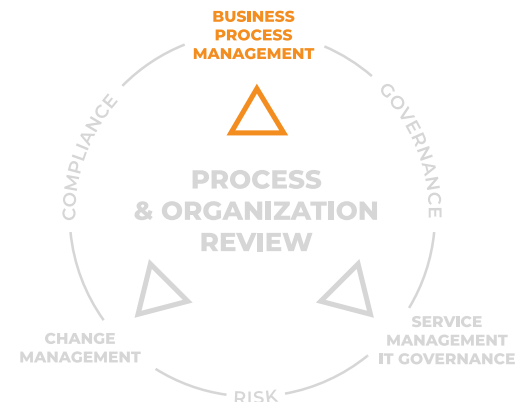 BUSINESS
PROCESS
MANAGEMENT
COMPLIANCE
GOVERNANCE
PROCESS
& ORGANIZATION
REVIEW
CHANGE
MANAGEMENT
SERVICE
MANAGEMENT
IT GOVERNANCE
RISK